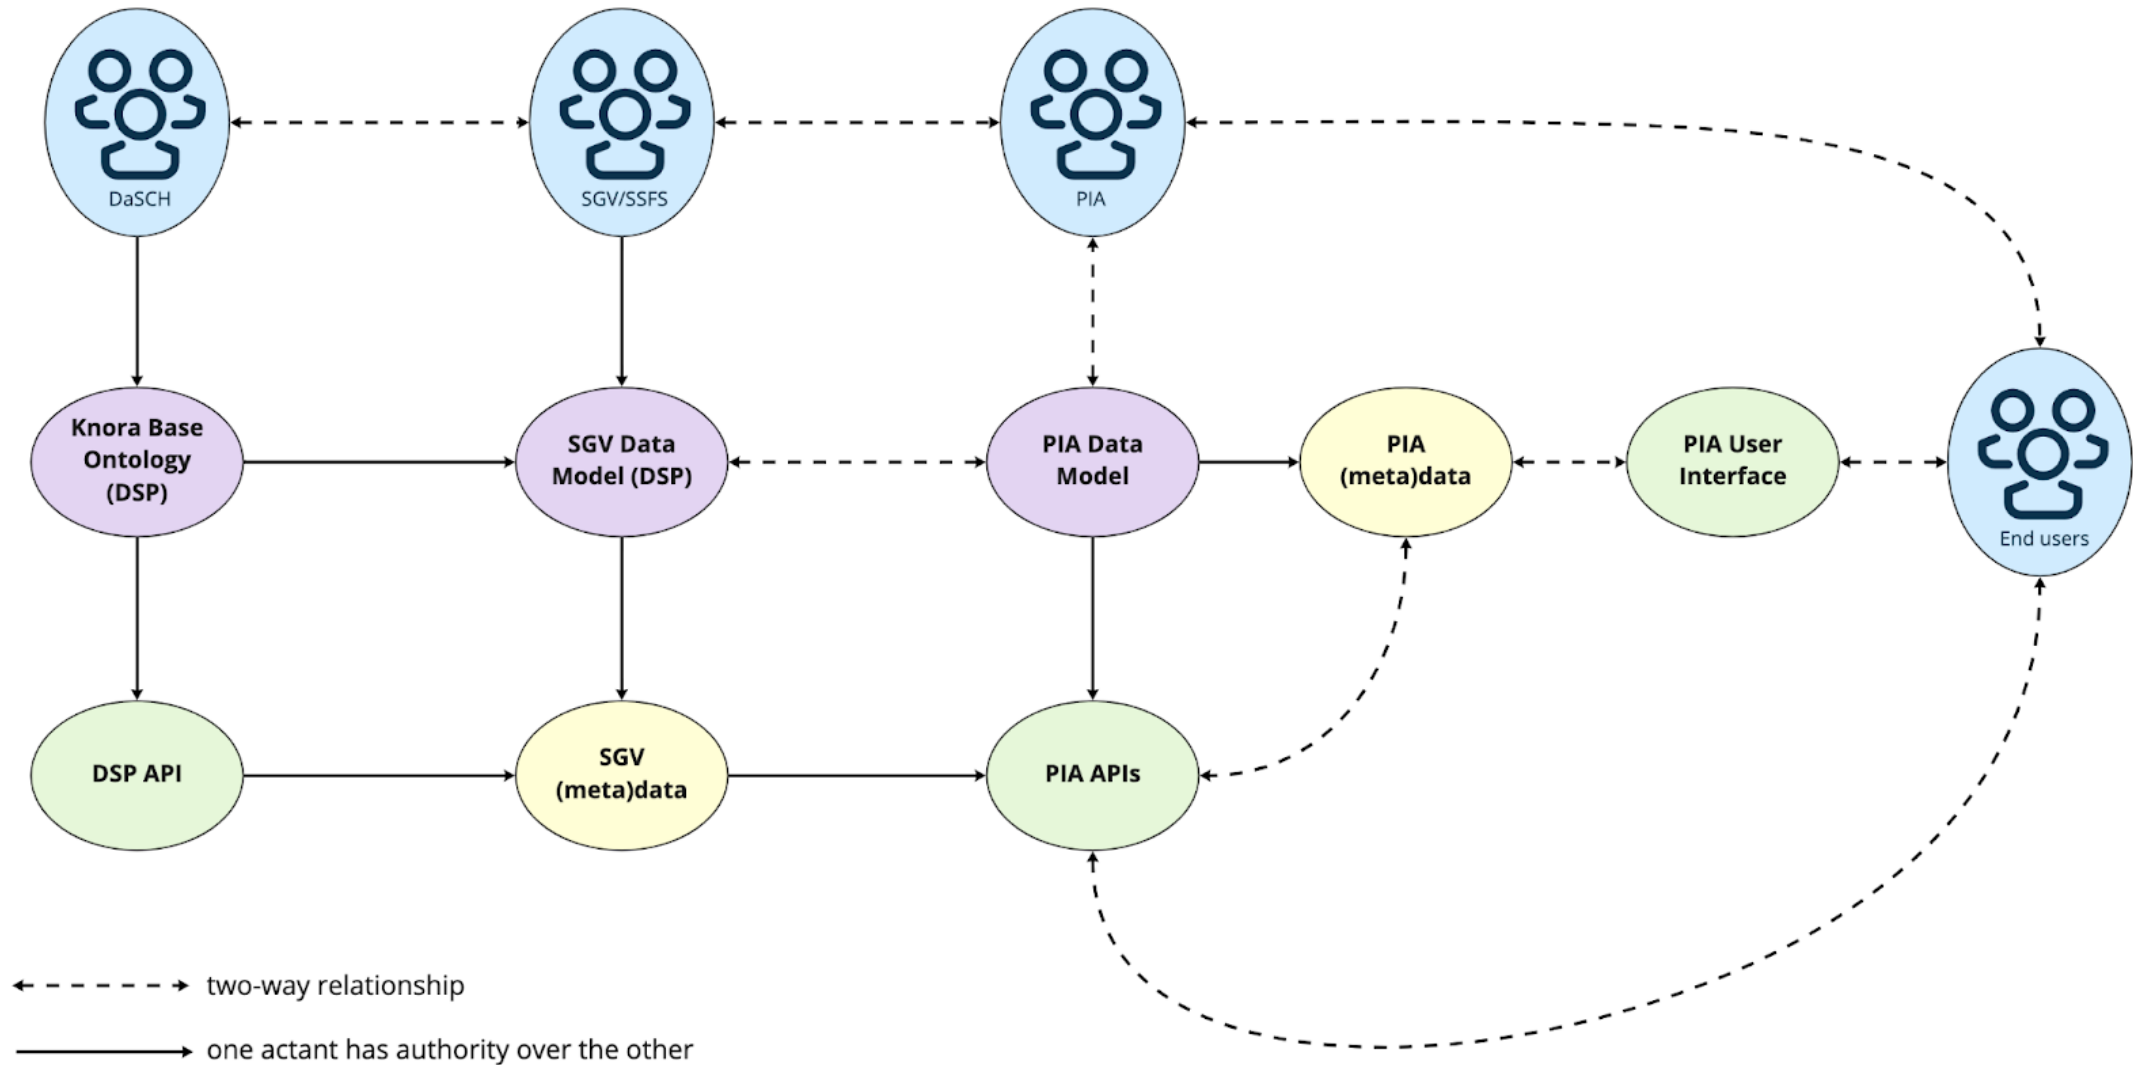 DaSCH
SGV/SSFS
PIA
Knora Base
Ontology
(DSP)
SGV Data
Model (DSP)
PIA Data
Model
PIA
(meta)data
PIA User
Interface
End users
DSP API
SGV
(meta)data
PIA APIs
two-way relationship
one actant has authority over the other